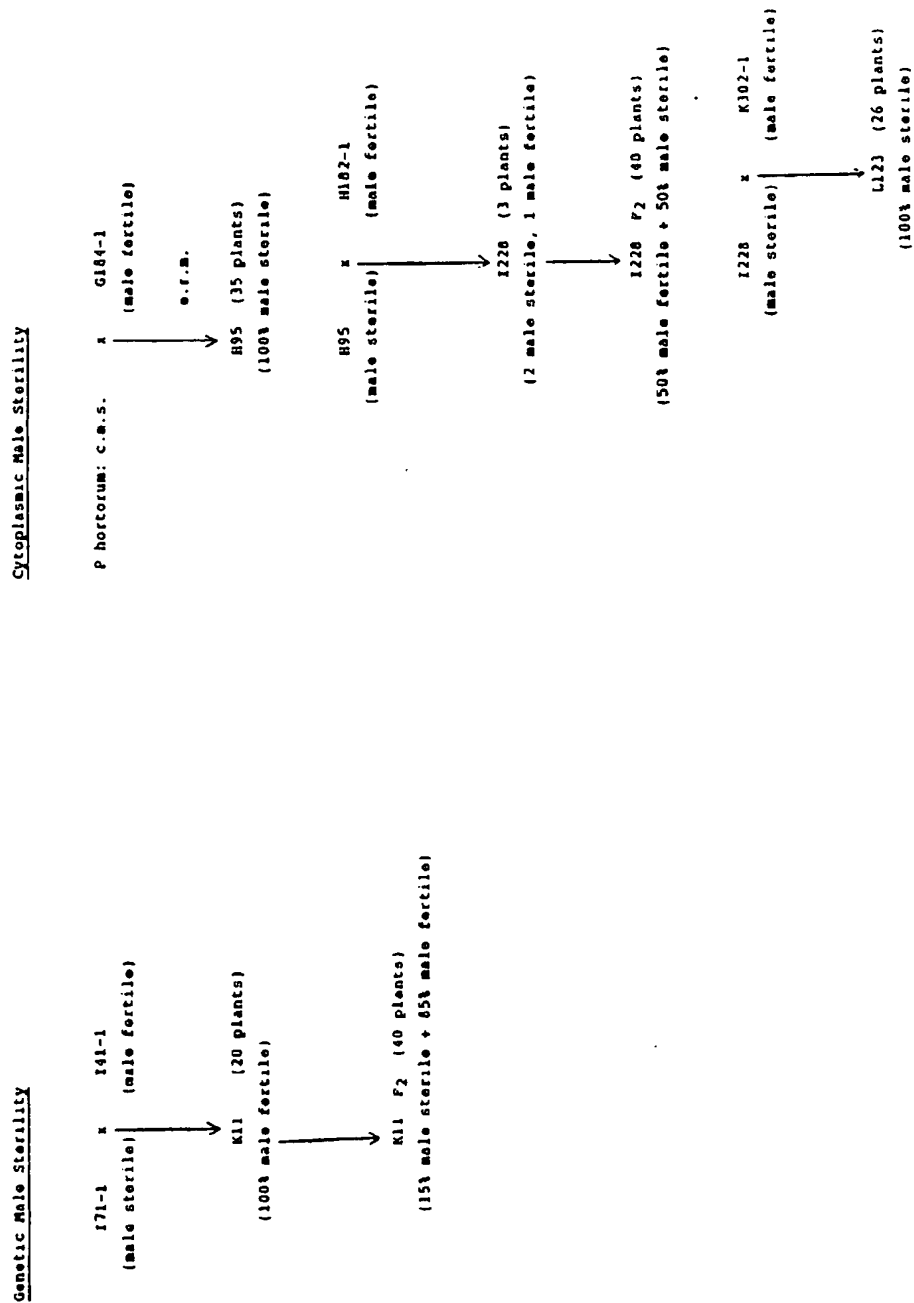 Genetic Male Sterility
I71-1 x I41-1
(male sterile) (male fertile)
K11 (20 plants)
(100% male fertile)
K11 F2 (40 plants)
(15% male sterile + 85% male fertile)
Cytoplasmic Male Sterility
P hortorum: c.m.s. x G184-1
(male fertile)
e.r.m.
H95 (35 plants)
(100% male sterile)
H95 x H182-1
(male sterile) (male fertile)
I228 (3 plants)
(2 male sterile, 1 male fertile)
I228 F2 (40 plants)
(50% male fertile + 50% male sterile)
I228 x K302-1
(male sterile) (male fertile)
L123 (26 plants)
(100% male sterile)